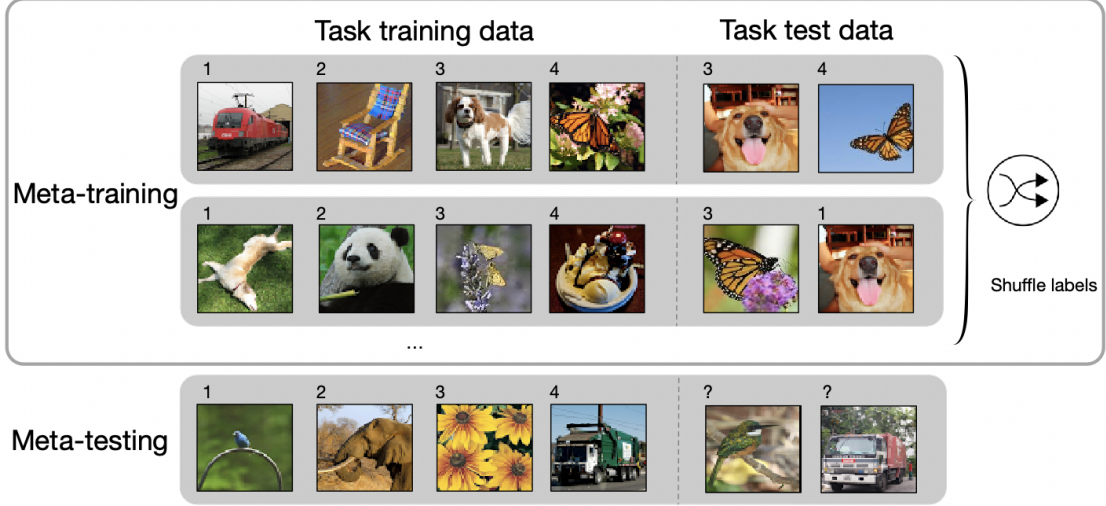 Task training data
Task test data
1 2 3 4 3 4
Meta-training
1 2 3 4 3 1
Shuffle labels
...
1 2 3 4 ? ?
Meta-testing